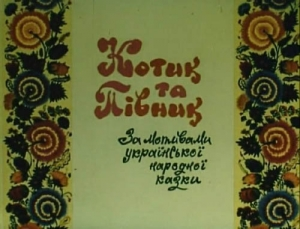 Котик
та
Півник
За мотивами
української
народної
казки